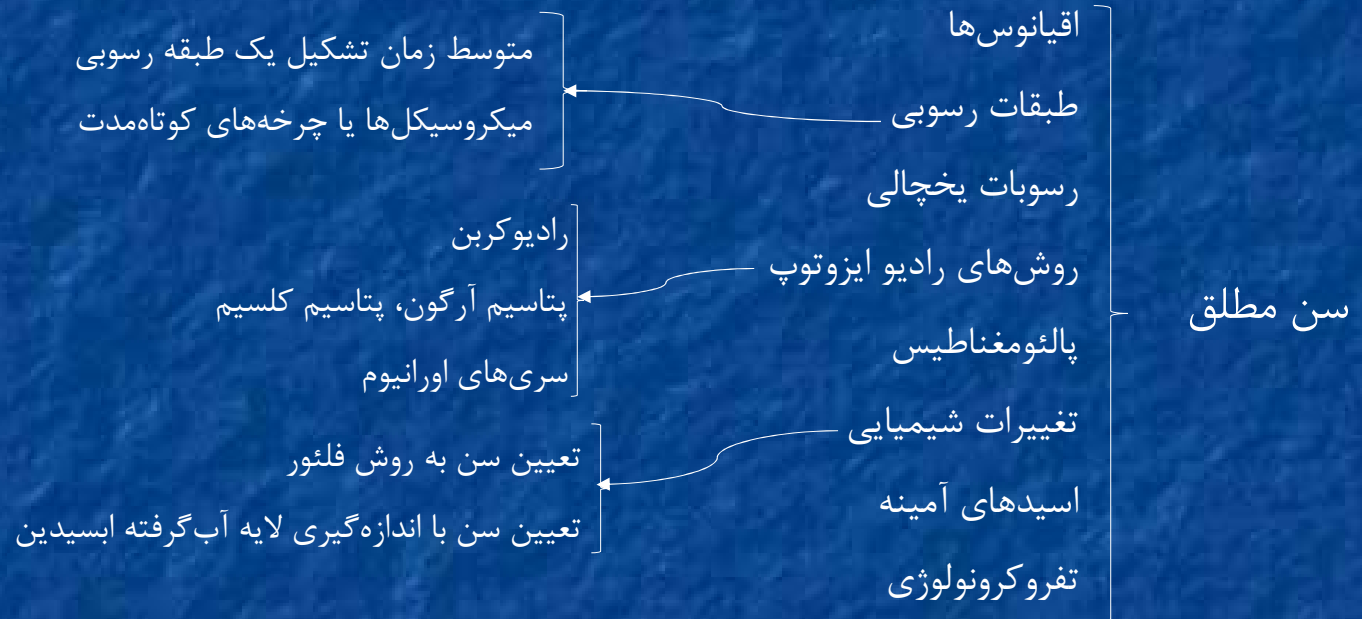 سن مطلق
اقیانوس‌ها
طبقات رسوبی
رسوبات یخچالی
روش‌های رادیو ایزوتوپ
پالئومغناطیس
تغییرات شیمیایی
اسیدهای آمینه
تفروکرونولوژی
متوسط زمان تشکیل یک طبقه رسوبی
میکروسیکل‌ها یا چرخه‌های کوتاه‌مدت
رادیوکربن
پتاسیم آرگون، پتاسیم کلسیم
سری‌های اورانیوم
تعیین سن به روش فلئور
تعیین سن با اندازه‌گیری لایه آب‌گرفته ابسیدین